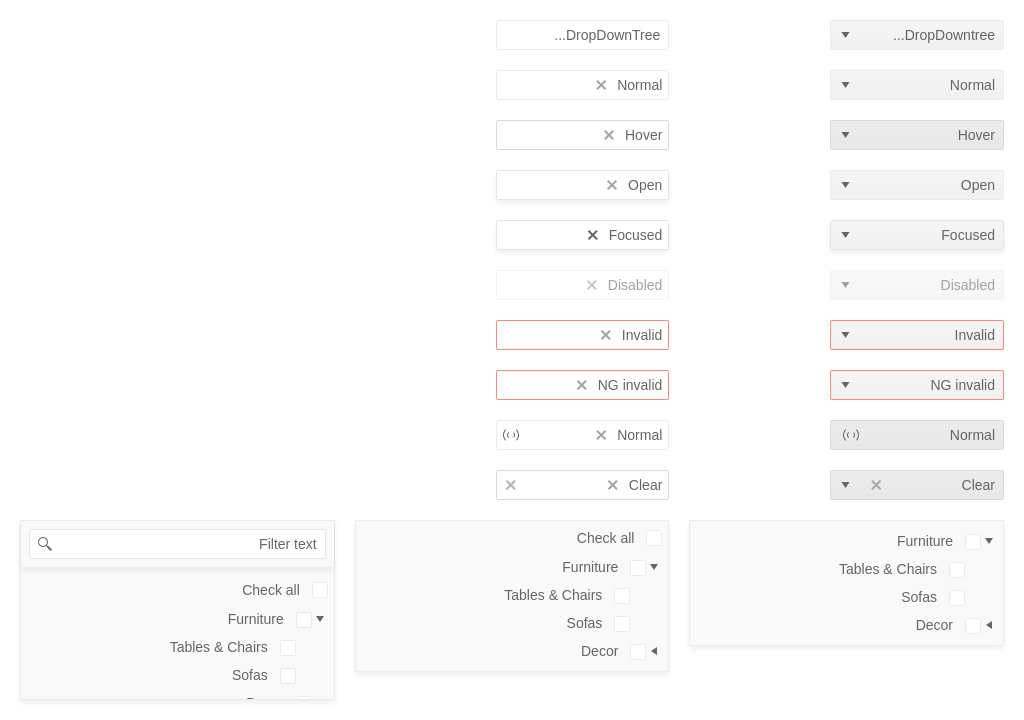 ...DropDownTree
...DropDowntree
Normal
Normal
Hover
Hover
Open
Open
Focused
Focused
Disabled
Disabled
Invalid
Invalid
NG invalid
NG invalid
Normal
Normal
Clear
Clear
Filter text
Check all
Furniture
Tables & Chairs
Sofas
Check all
Furniture
Tables & Chairs
Sofas
Decor
Furniture
Tables & Chairs
Sofas
Decor